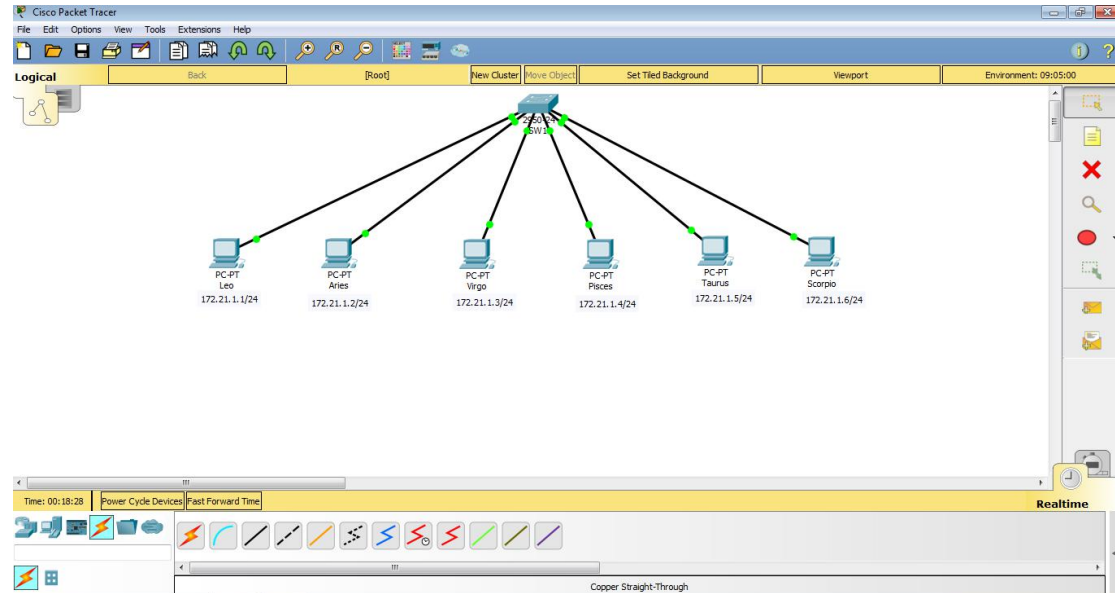 Cisco Packet Tracer
File Edit Options View Tools Extensions Help
Logical Back [Root] New Cluster Move Object Set Tiled Background Viewport Environment: 09:05:00
2950-24
SW1
PC-PT PC-PT PC-PT PC-PT PC-PT PC-PT
Leo Aries Virgo Pisces Taurus Scorpio
172.21.1.1/24 172.21.1.2/24 172.21.1.3/24 172.21.1.4/24 172.21.1.5/24 172.21.1.6/24
Time: 00:18:28 Power Cycle Devices Fast Forward Time Realtime
Copper Straight-Through